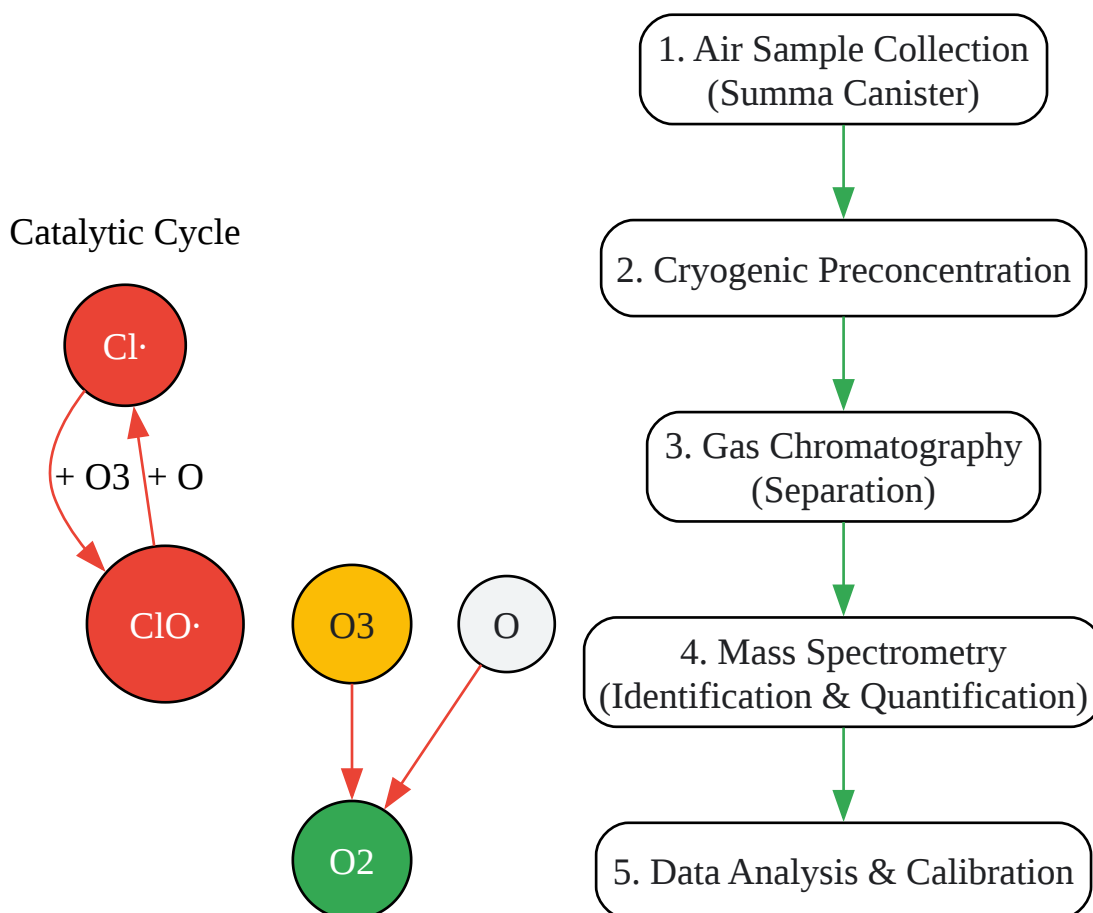 Catalytic Cycle
Cl·
+ O3
+ O
ClO·
O3
O
O2
1. Air Sample Collection
(Summa Canister)
2. Cryogenic Preconcentration
3. Gas Chromatography
(Separation)
4. Mass Spectrometry
(Identification & Quantification)
5. Data Analysis & Calibration